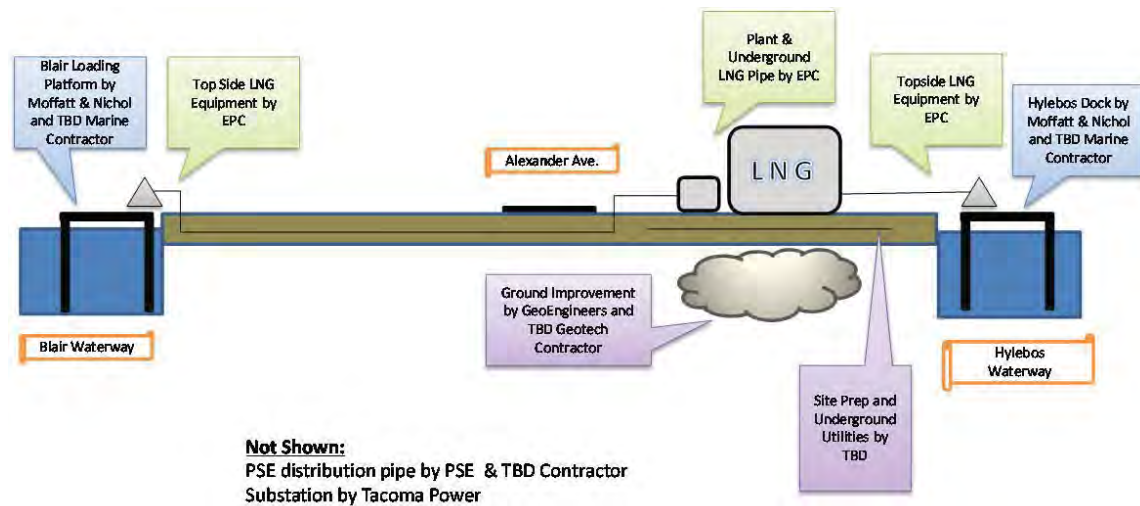 Blair Loading
Platform by
Moffatt & Nichol
and TBD Marine
Contractor
Top Side LNG
Equipment by
EPC
Plant &
Underground
LNG Pipe by EPC
Topside LNG
Equipment by
EPC
Hylebos Dock by
Moffatt & Nichol
and TBD Marine
Contractor
Alexander Ave.
LNG
Ground Improvement
by GeoEngineers and
TBD Geotech
Contractor
Blair Waterway
Hylebos
Waterway
Site Prep and
Underground
Utilities by
TBD
Not Shown:
PSE distribution pipe by PSE & TBD Contractor
Substation by Tacoma Power